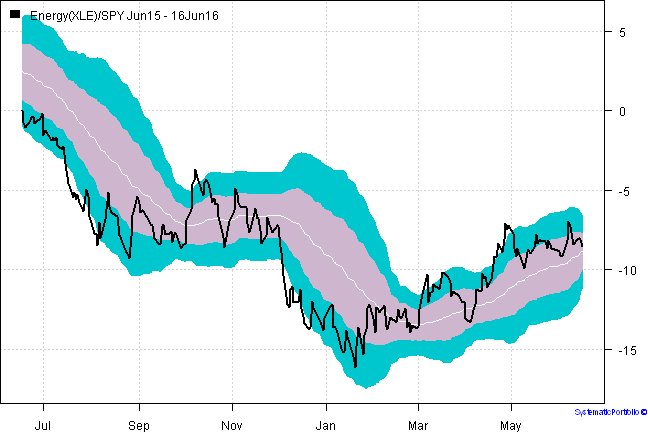 Energy(XLE)/SPY Jun15 - 16Jun16
5
0
-5
-10
-15
Jul Sep Nov Jan Mar May
SystematicPortfolio ©